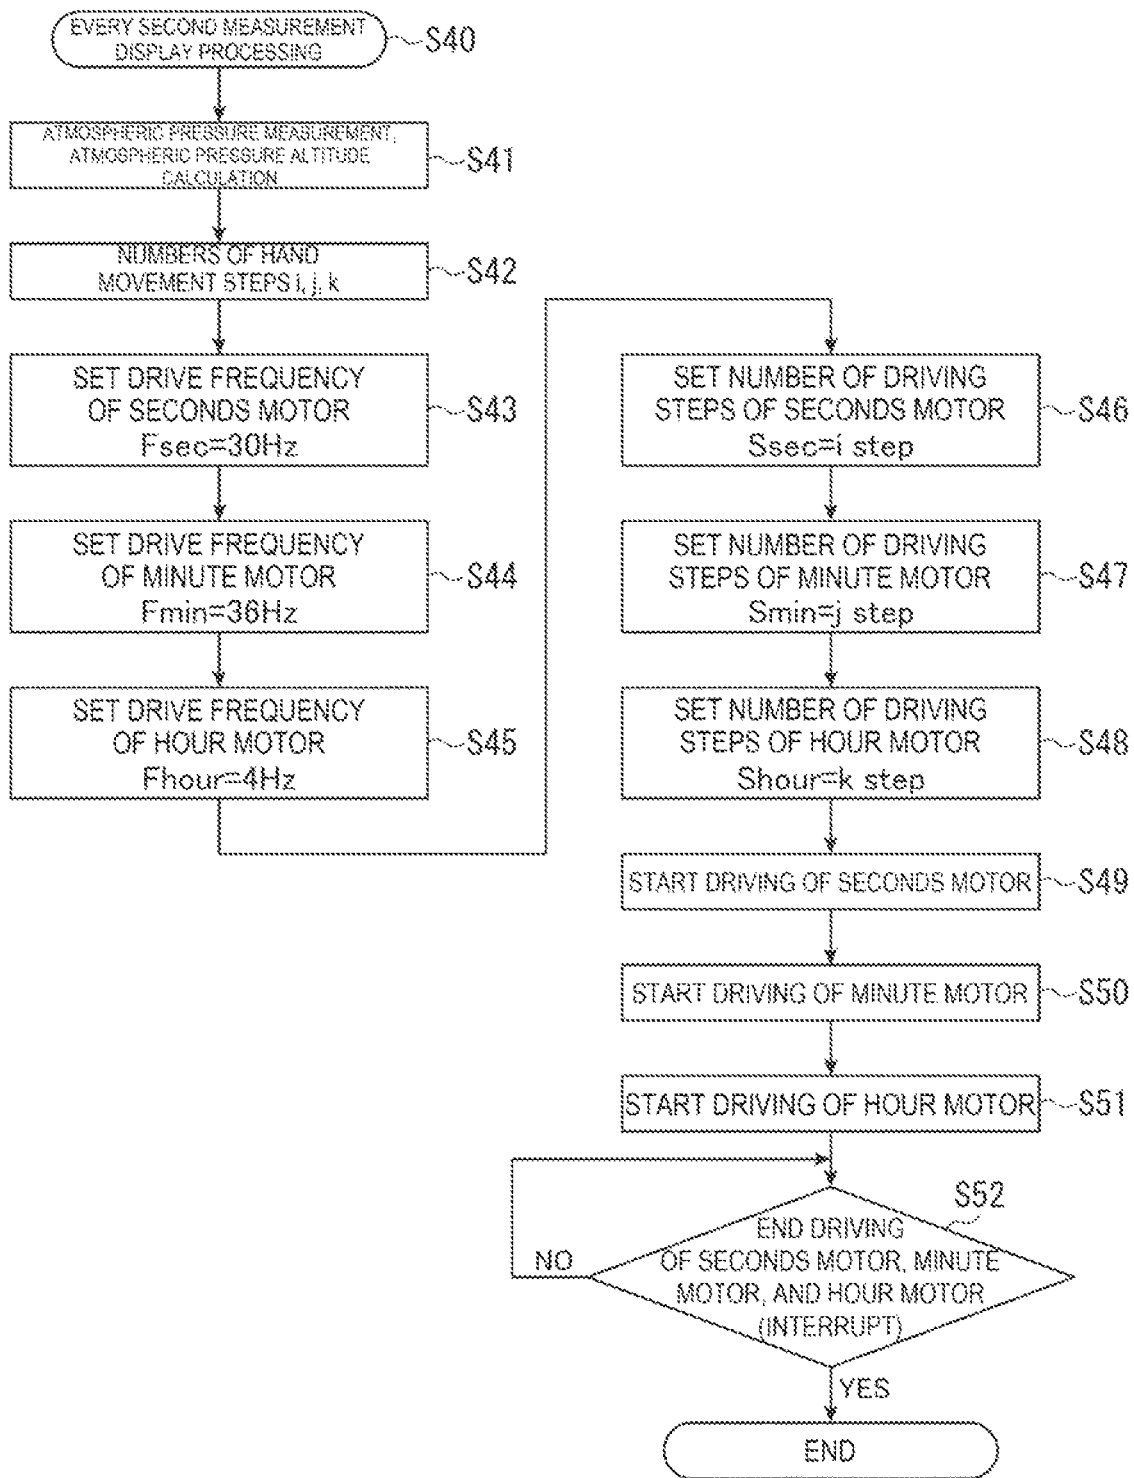 EVERY SECOND MEASUREMENT
DISPLAY PROCESSING
S40
ATMOSPHERIC PRESSURE MEASUREMENT,
ATMOSPHERIC PRESSURE ALTITUDE
CALCULATION
S41
NUMBERS OF HAND
MOVEMENT STEPS i, j, k
S42
SET DRIVE FREQUENCY
OF SECONDS MOTOR
Fsec=30Hz
S43
SET DRIVE FREQUENCY
OF MINUTE MOTOR
Fmin=36Hz
S44
SET DRIVE FREQUENCY
OF HOUR MOTOR
Fhour=4Hz
S45
SET NUMBER OF DRIVING
STEPS OF SECONDS MOTOR
Ssec=i step
S46
SET NUMBER OF DRIVING
STEPS OF MINUTE MOTOR
Smin=j step
S47
SET NUMBER OF DRIVING
STEPS OF HOUR MOTOR
Shour=k step
S48
START DRIVING OF SECONDS MOTOR
S49
START DRIVING OF MINUTE MOTOR
S50
START DRIVING OF HOUR MOTOR
S51
S52
END DRIVING
OF SECONDS MOTOR, MINUTE
MOTOR, AND HOUR MOTOR
(INTERRUPT)
NO
YES
END